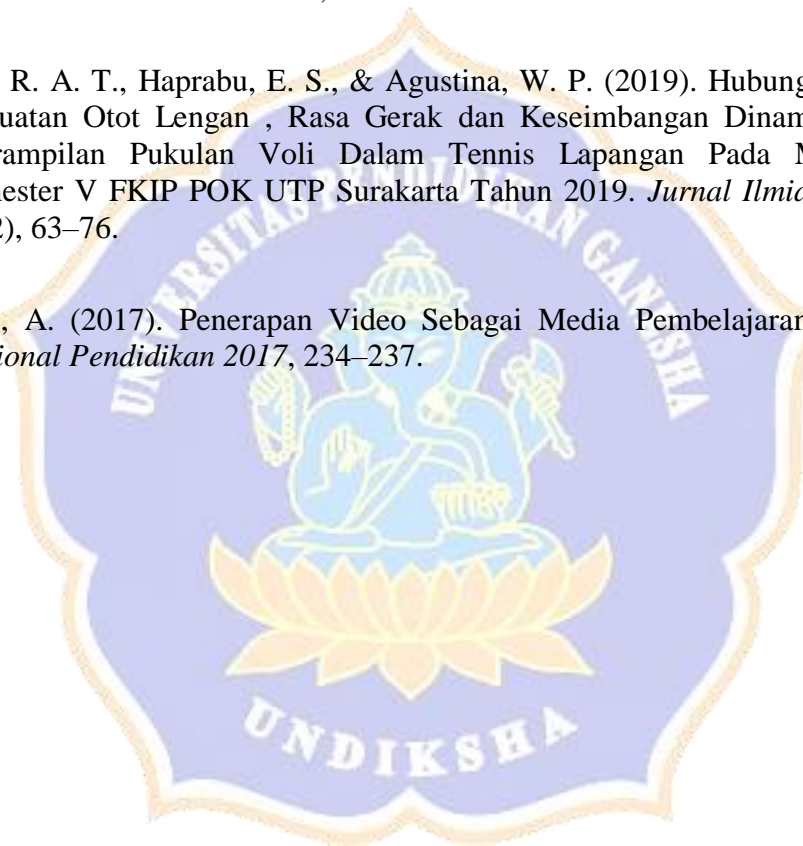 R. A. T., Haprabu, E. S., & Agustina, W. P. (2019). Hubung
uatan Otot Lengan , Rasa Gerak dan Keseimbangan Dinam
rampilan Pukulan Voli Dalam Tennis Lapangan Pada M
ester V FKIP POK UTP Surakarta Tahun 2019. Jurnal Ilmia
2), 63–76.
, A. (2017). Penerapan Video Sebagai Media Pembelajaran
ional Pendidikan 2017, 234–237.
UNIVERSITAS PENDIDIKAN GANESHA
UNDIKSHA